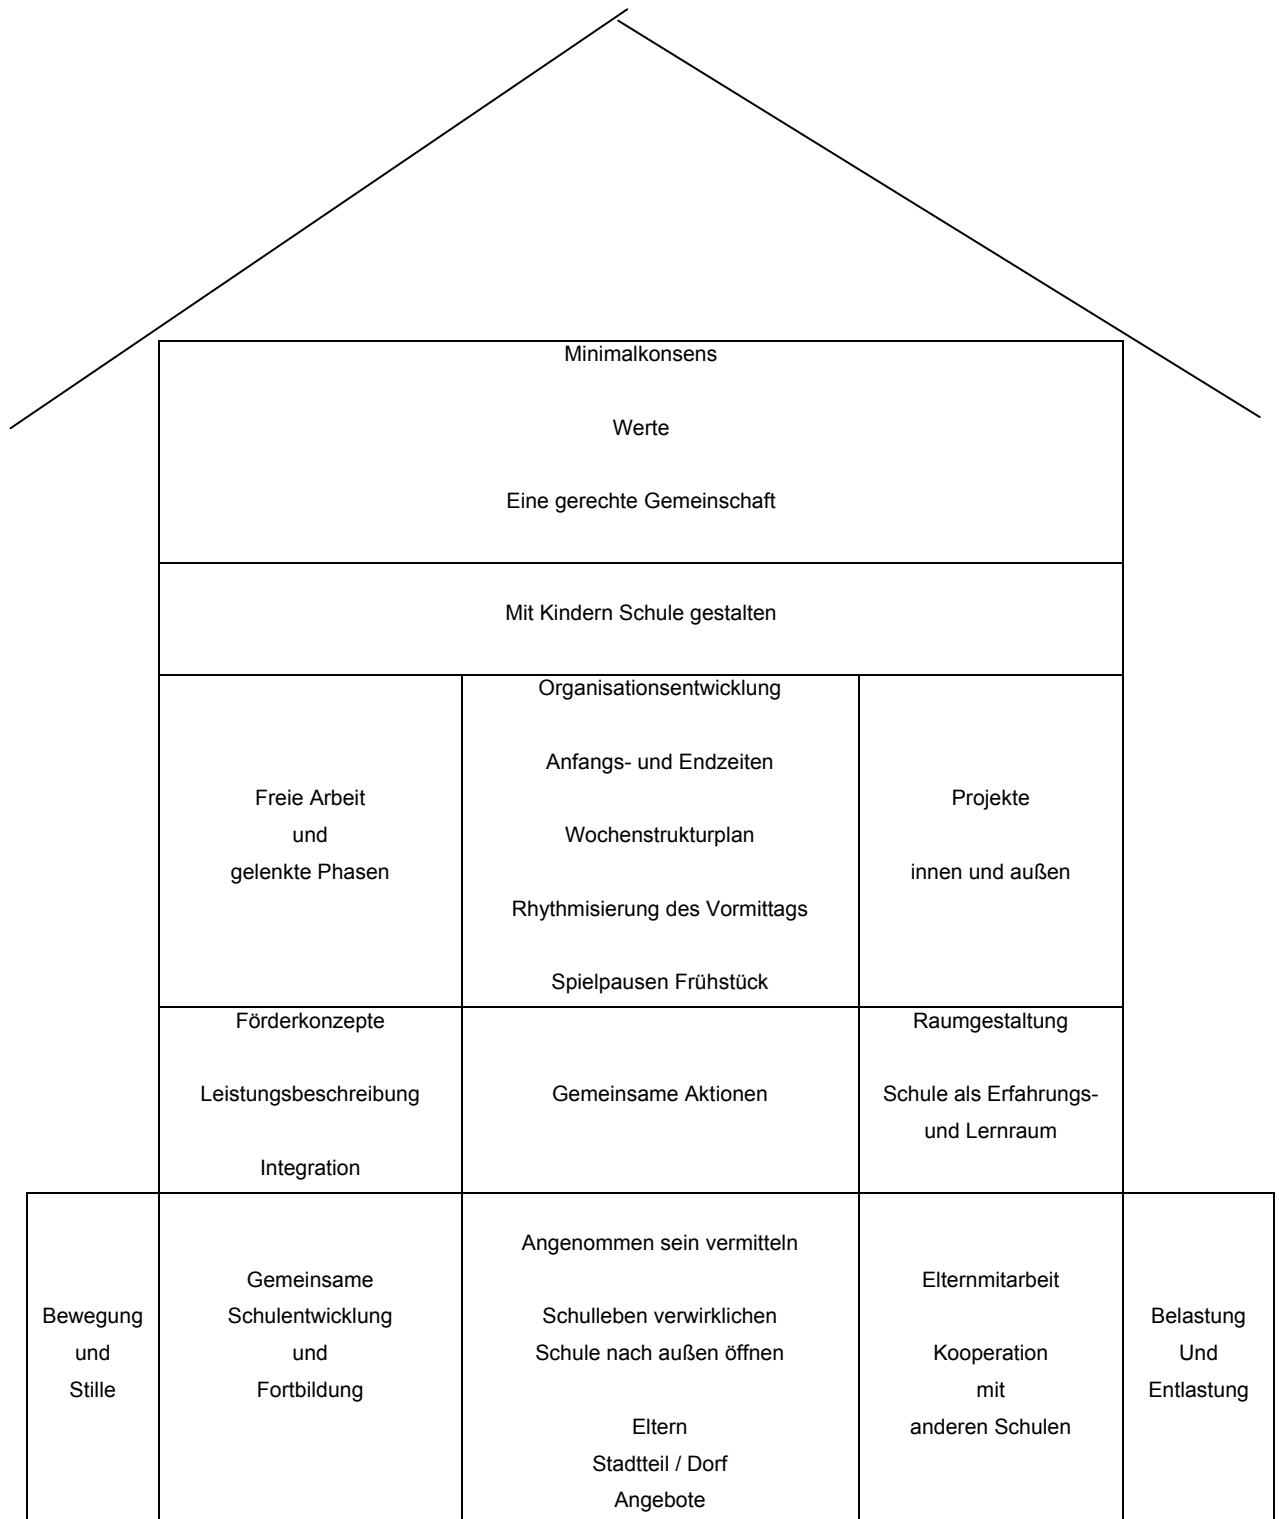 Minimalkonsens
Werte
Eine gerechte Gemeinschaft
Mit Kindern Schule gestalten
Freie Arbeit
und
gelenkte Phasen
Organisationsentwicklung
Anfangs- und Endzeiten
Wochenstrukturplan
Rhythmisierung des Vormittags
Spielpausen Frühstück
Projekte
innen und außen
Förderkonzepte
Leistungsbeschreibung
Integration
Gemeinsame Aktionen
Raumgestaltung
Schule als Erfahrungs-
und Lernraum
Bewegung
und
Stille
Gemeinsame
Schulentwicklung
und
Fortbildung
Angenommen sein vermitteln
Schulleben verwirklichen
Schule nach außen öffnen
Eltern
Stadtteil / Dorf
Angebote
Elternmitarbeit
Kooperation
mit
anderen Schulen
Belastung
Und
Entlastung